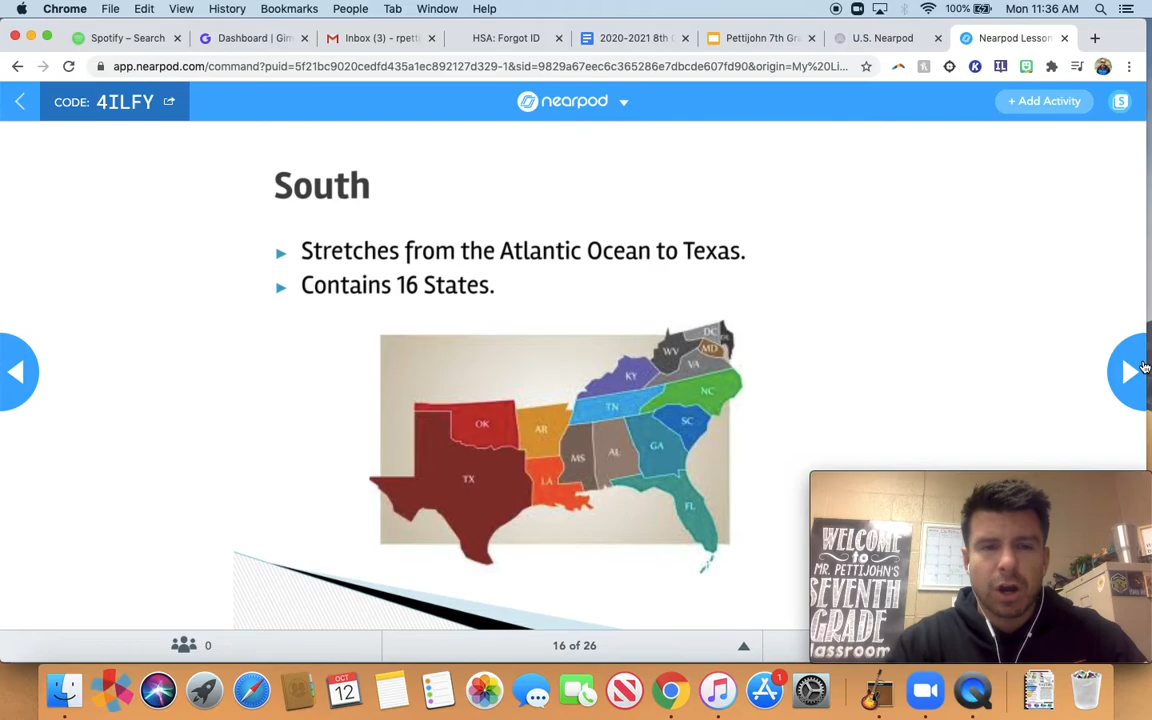 Chrome File Edit View History Bookmarks People Tab Window Help 100% Mon 11:36 AM
Spotify – Search
Dashboard | Gim
Inbox (3) – rpetti
HSA: Forgot ID
2020-2021 8th
Pettijohn 7th Gra
U.S. Nearpod
Nearpod Lesson
app.nearpod.com/command?puid=5f21bc9020cedfd435a1ec892127d329-1&sid=9829a67eec6c365286e7dbcde607fd90&origin=My%20Li...
CODE: 4ILFY
nearpod
+ Add Activity
S
South
Stretches from the Atlantic Ocean to Texas.
Contains 16 States.
DC
WV
MD
VA
KY
NC
TN
SC
OK
AR
GA
MS
AL
TX
LA
FL
WELCOME
to
MR. PETTIJOHN'S
SEVENTH
GRADE
classroom
0
16 of 26
OCT
12
1